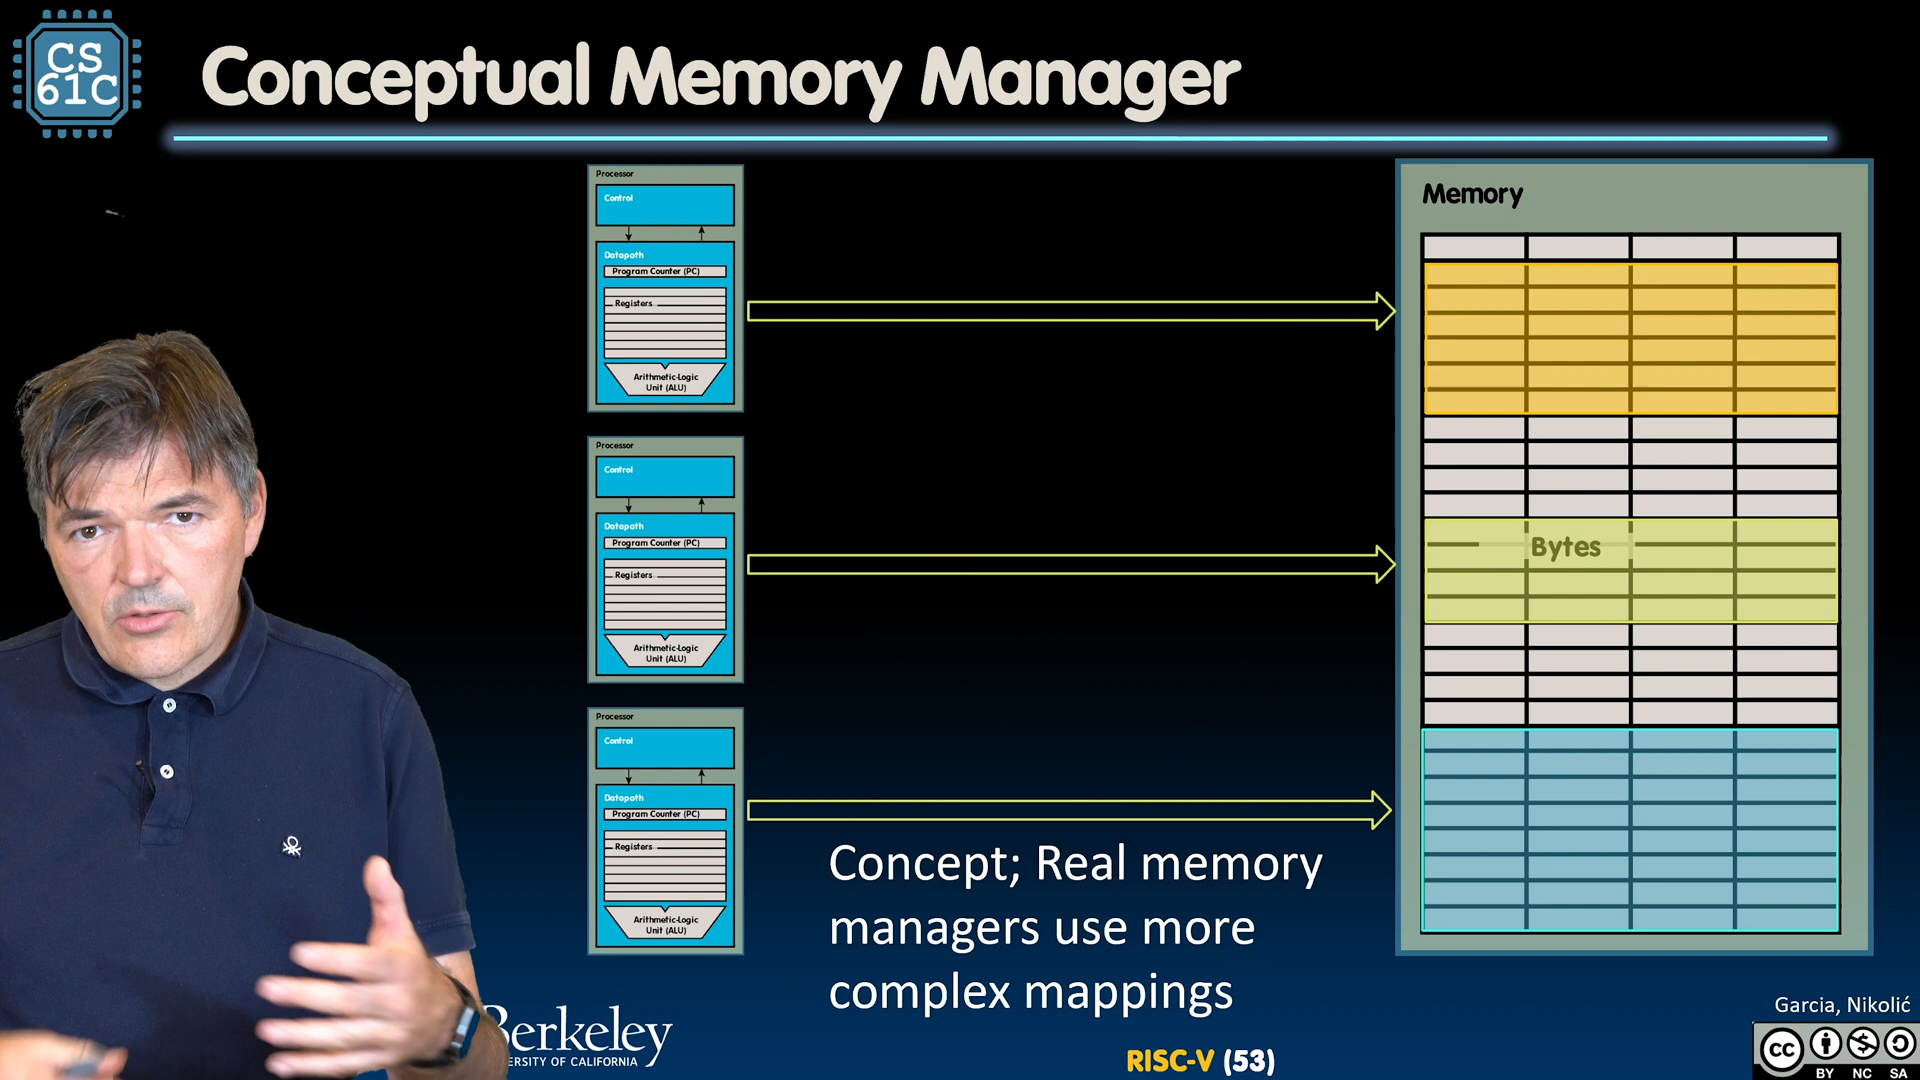 CS
61C
Conceptual Memory Manager
Processor
Control
Datapath
Program Counter (PC)
Registers
Arithmetic-Logic
Unit (ALU)
Processor
Control
Datapath
Program Counter (PC)
Registers
Arithmetic-Logic
Unit (ALU)
Processor
Control
Datapath
Program Counter (PC)
Registers
Arithmetic-Logic
Unit (ALU)
Memory
Bytes
Concept; Real memory
managers use more
complex mappings
Berkeley
ERSITY OF CALIFORNIA
RISC-V (53)
Garcia, Nikolić
cc
BY NC SA